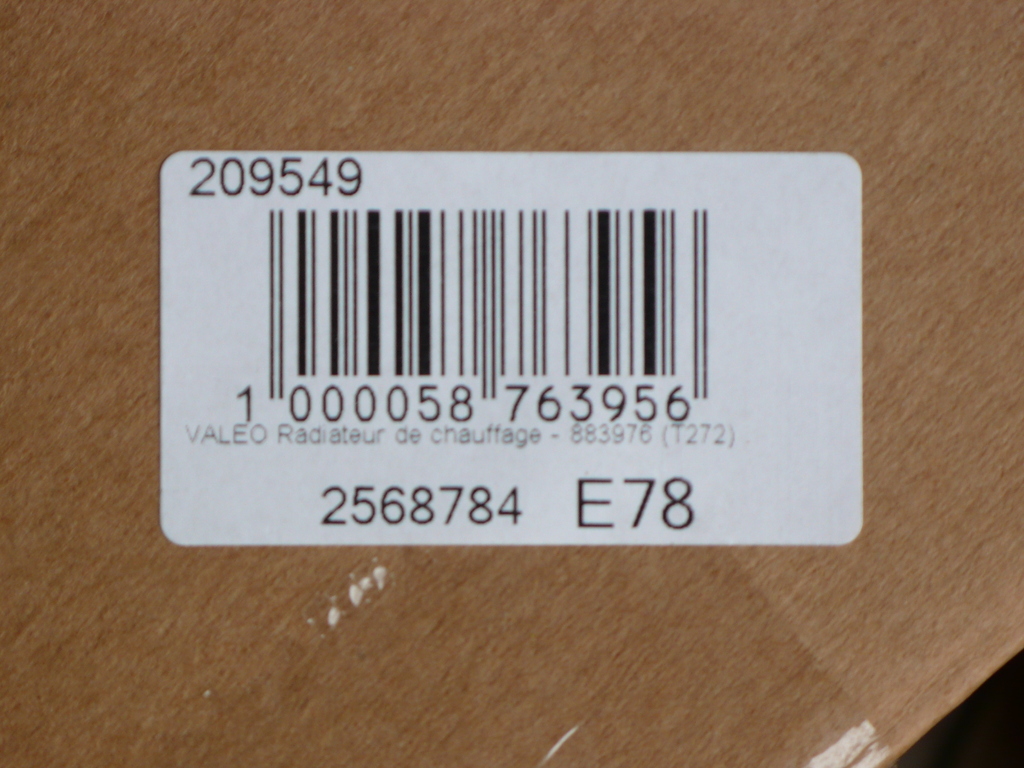 209549
1 000058 763956
VALEO Radiateur de chauffage - 883976 (T272)
2568784 E78